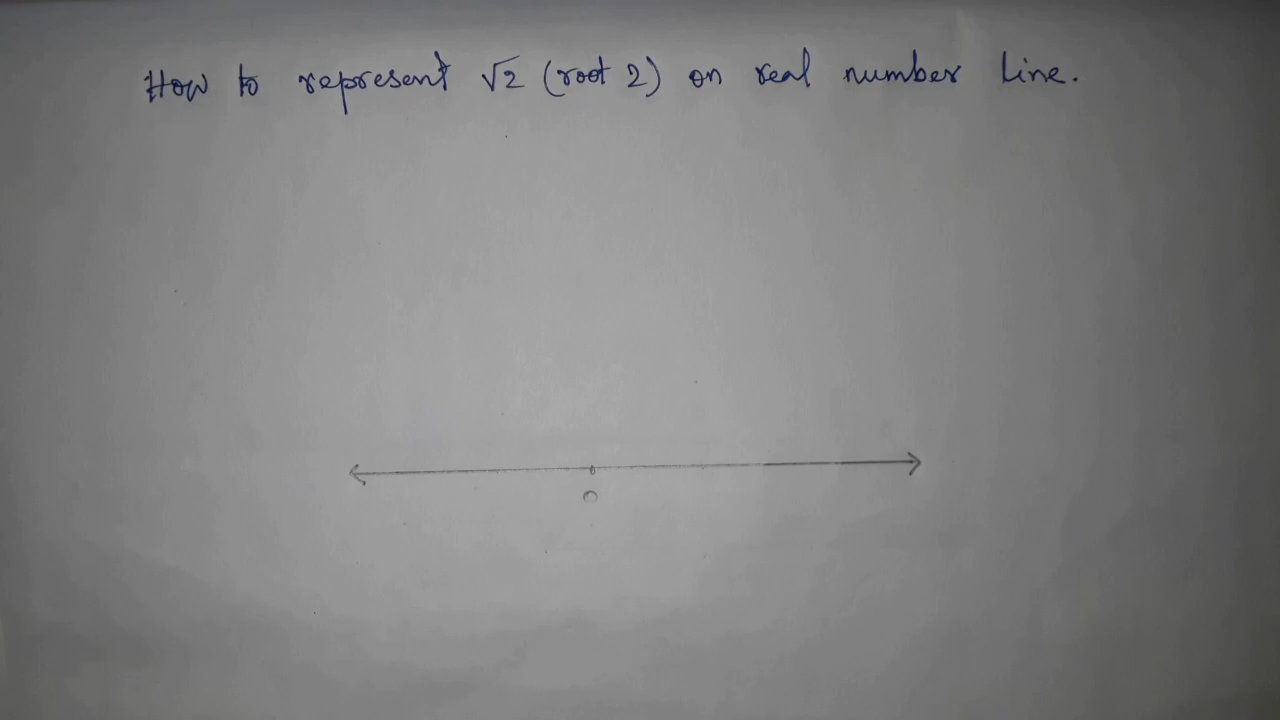 How to represent √2 (root 2) on real number line.
0